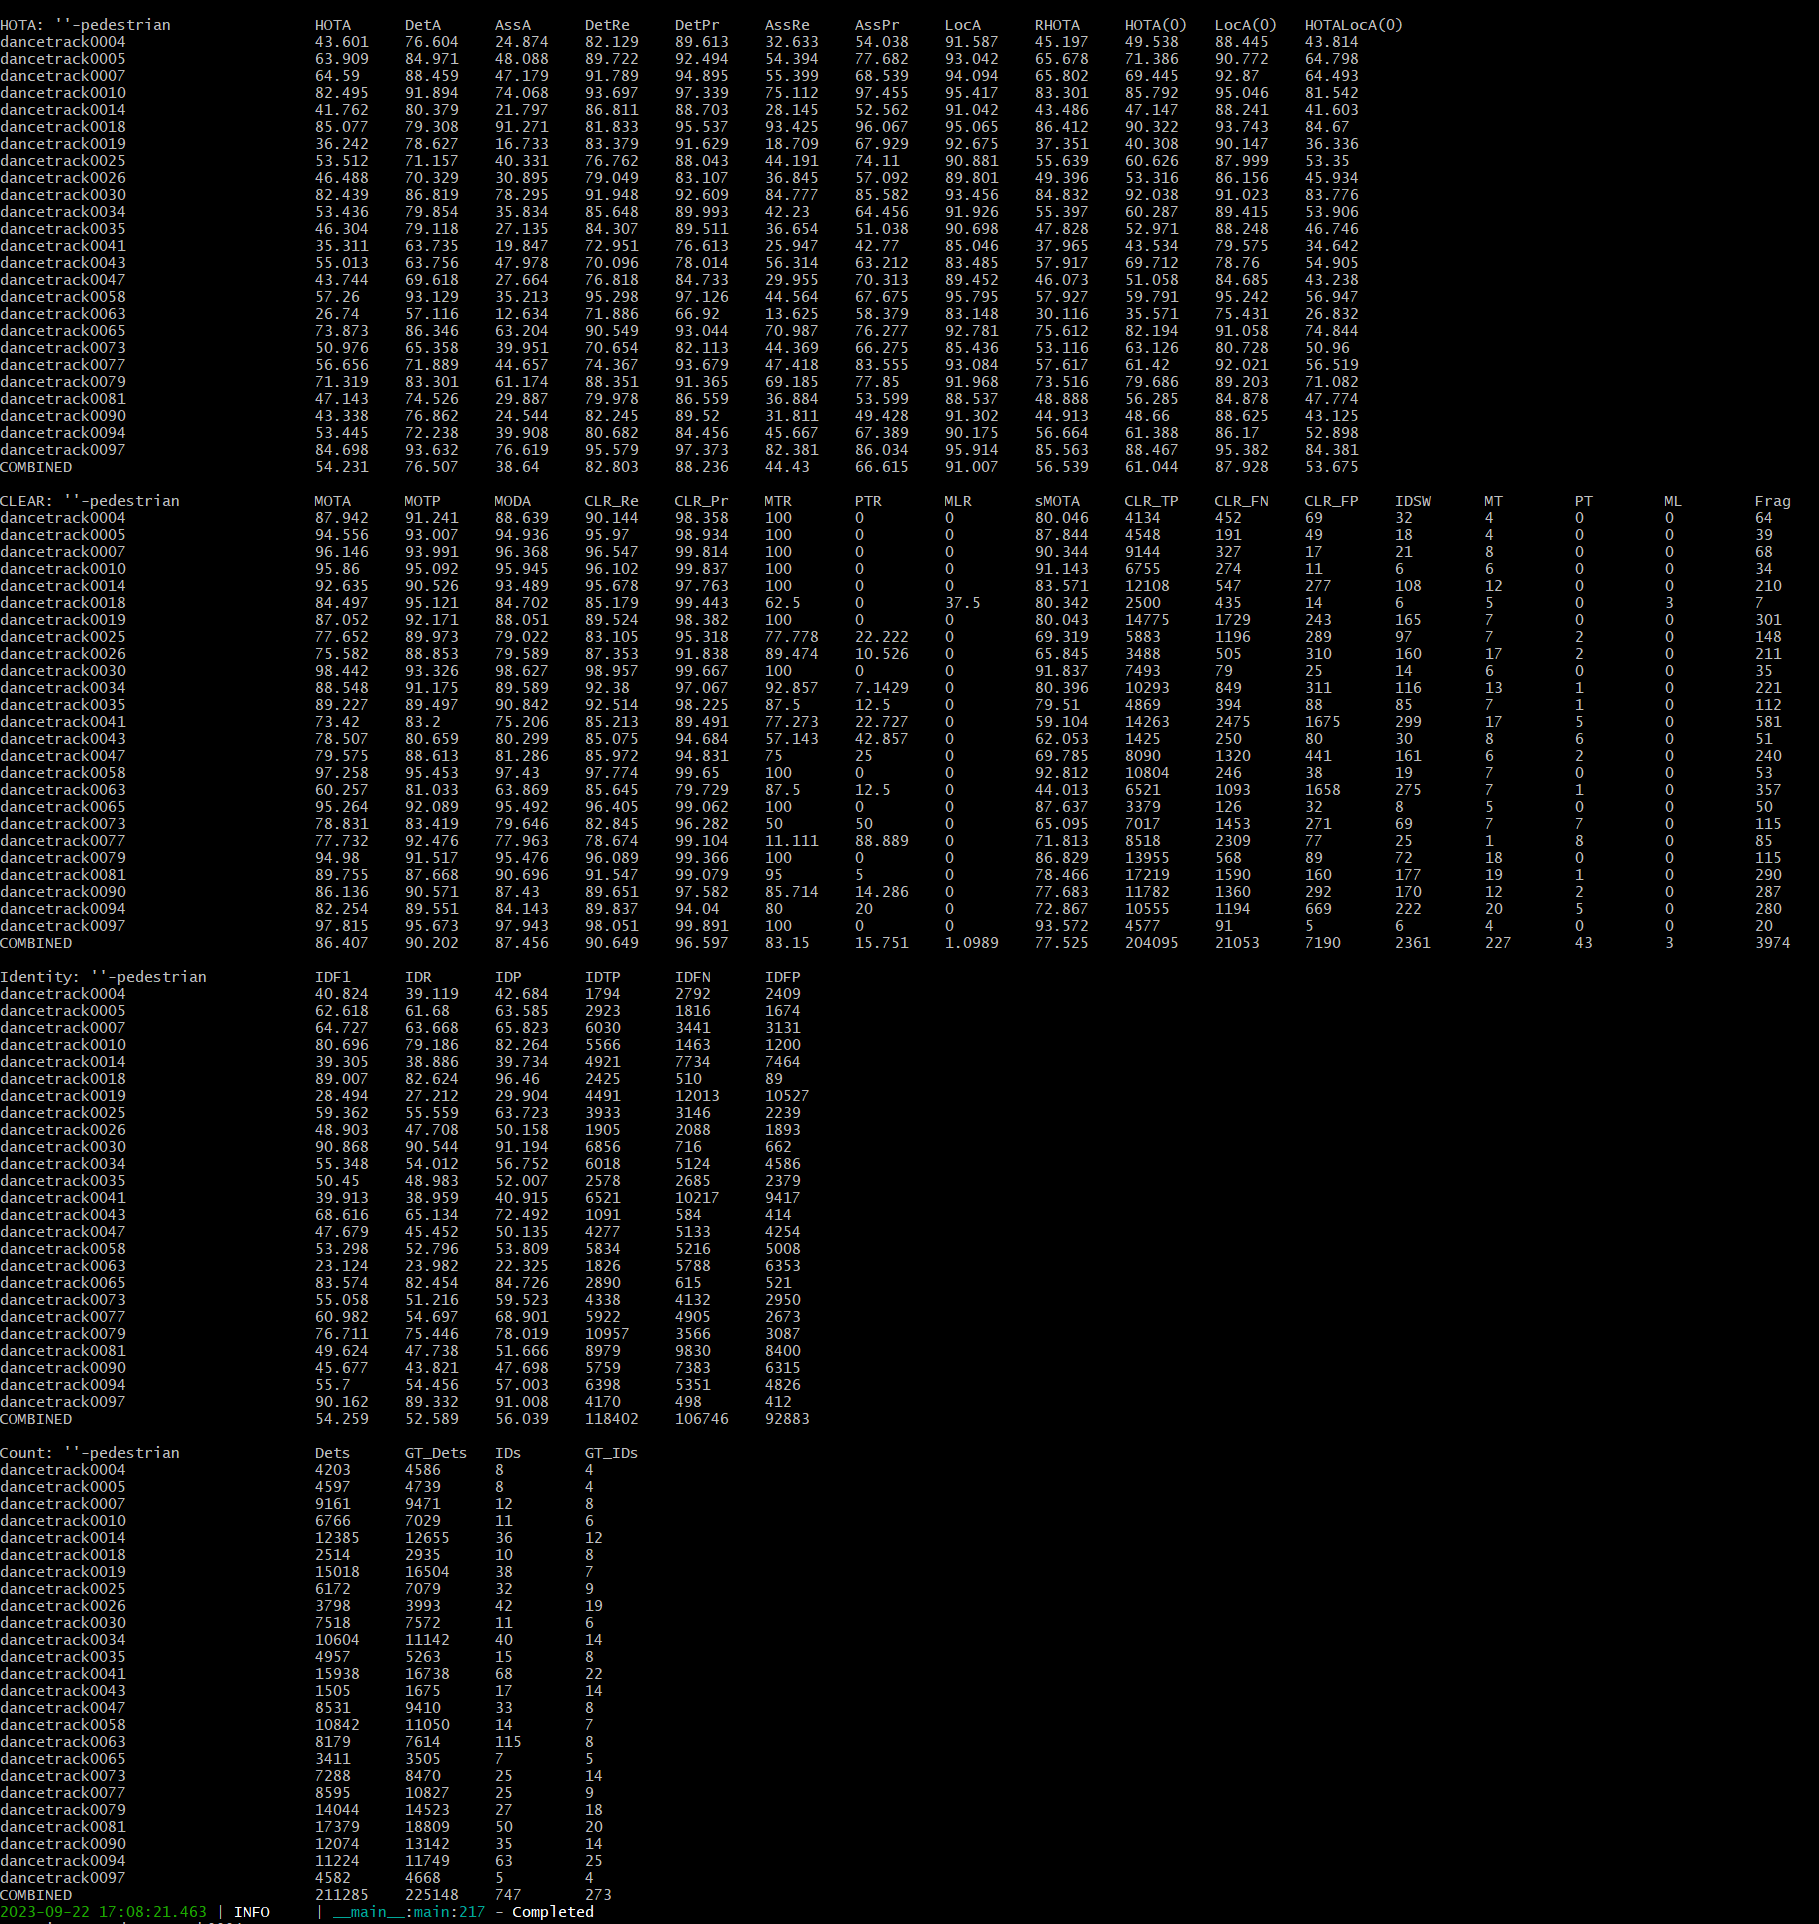 HOTA: ''-pedestrian HOTA DetA AssA DetRe DetPr AssRe AssPr LocA RHOTA HOTA(0) LocA(0) HOTALocA(0)
dancetrack0004 43.601 76.604 24.874 82.129 89.613 32.633 54.038 91.587 45.197 49.538 88.445 43.814
dancetrack0005 63.909 84.971 48.088 89.722 92.494 54.394 77.682 93.042 65.678 71.386 90.772 64.798
dancetrack0007 64.59 88.459 47.179 91.789 94.895 55.399 68.539 94.094 65.802 69.445 92.87 64.493
dancetrack0010 82.495 91.894 74.068 93.697 97.339 75.112 97.455 95.417 83.301 85.792 95.046 81.542
dancetrack0014 41.762 80.379 21.797 86.811 88.703 28.145 52.562 91.042 43.486 47.147 88.241 41.603
dancetrack0018 85.077 79.308 91.271 81.833 95.537 93.425 96.067 95.065 86.412 90.322 93.743 84.67
dancetrack0019 36.242 78.627 16.733 83.379 91.629 18.709 67.929 92.675 37.351 40.308 90.147 36.336
dancetrack0025 53.512 71.157 40.331 76.762 88.043 44.191 74.11 90.881 55.639 60.626 87.999 53.35
dancetrack0026 46.488 70.329 30.895 79.049 83.107 36.845 57.092 89.801 49.396 53.316 86.156 45.934
dancetrack0030 82.439 86.819 78.295 91.948 92.609 84.777 85.582 93.456 84.832 92.038 91.023 83.776
dancetrack0034 53.436 79.854 35.834 85.648 89.993 42.23 64.456 91.926 55.397 60.287 89.415 53.906
dancetrack0035 46.304 79.118 27.135 84.307 89.511 36.654 51.038 90.698 47.828 52.971 88.248 46.746
dancetrack0041 35.311 63.735 19.847 72.951 76.613 25.947 42.77 85.046 37.965 43.534 79.575 34.642
dancetrack0043 55.013 63.756 47.978 70.096 78.014 56.314 63.212 83.485 57.917 69.712 78.76 54.905
dancetrack0047 43.744 69.618 27.664 76.818 84.733 29.955 70.313 89.452 46.073 51.058 84.685 43.238
dancetrack0058 57.26 93.129 35.213 95.298 97.126 44.564 67.675 95.795 57.927 59.791 95.242 56.947
dancetrack0063 26.74 57.116 12.634 71.886 66.92 13.625 58.379 83.148 30.116 35.571 75.431 26.832
dancetrack0065 73.873 86.346 63.204 90.549 93.044 70.987 76.277 92.781 75.612 82.194 91.058 74.844
dancetrack0073 50.976 65.358 39.951 70.654 82.113 44.369 66.275 85.436 53.116 63.126 80.728 50.96
dancetrack0077 56.656 71.889 44.657 74.367 93.679 47.418 83.555 93.084 57.617 61.42 92.021 56.519
dancetrack0079 71.319 83.301 61.174 88.351 91.365 69.185 77.85 91.968 73.516 79.686 89.203 71.082
dancetrack0081 47.143 74.526 29.887 79.978 86.559 36.884 53.599 88.537 48.888 56.285 84.878 47.774
dancetrack0090 43.338 76.862 24.544 82.245 89.52 31.811 49.428 91.302 44.913 48.66 88.625 43.125
dancetrack0094 53.445 72.238 39.908 80.682 84.456 45.667 67.389 90.175 56.664 61.388 86.17 52.898
dancetrack0097 84.698 93.632 76.619 95.579 97.373 82.381 86.034 95.914 85.563 88.467 95.382 84.381
COMBINED 54.231 76.507 38.64 82.803 88.236 44.43 66.615 91.007 56.539 61.044 87.928 53.675
CLEAR: ''-pedestrian MOTA MOTP MODA CLR_Re CLR_Pr MTR PTR MLR sMOTA CLR_TP CLR_FN CLR_FP IDSW MT PT ML Frag
dancetrack0004 87.942 91.241 88.639 90.144 98.358 100 0 0 80.046 4134 452 69 32 4 0 0 64
dancetrack0005 94.556 93.007 94.936 95.97 98.934 100 0 0 87.844 4548 191 49 18 4 0 0 39
dancetrack0007 96.146 93.991 96.368 96.547 99.814 100 0 0 90.344 9144 327 17 21 8 0 0 68
dancetrack0010 95.86 95.092 95.945 96.102 99.837 100 0 0 91.143 6755 274 11 6 6 0 0 34
dancetrack0014 92.635 90.526 93.489 95.678 97.763 100 0 0 83.571 12108 547 277 108 12 0 0 210
dancetrack0018 84.497 95.121 84.702 85.179 99.443 62.5 0 37.5 80.342 2500 435 14 6 5 0 3 7
dancetrack0019 87.052 92.171 88.051 89.524 98.382 100 0 0 80.043 14775 1729 243 165 7 0 0 301
dancetrack0025 77.652 89.973 79.022 83.105 95.318 77.778 22.222 0 69.319 5883 1196 289 97 7 2 0 148
dancetrack0026 75.582 88.853 79.589 87.353 91.838 89.474 10.526 0 65.845 3488 505 310 160 17 2 0 211
dancetrack0030 98.442 93.326 98.627 98.957 99.667 100 0 0 91.837 7493 79 25 14 6 0 0 35
dancetrack0034 88.548 91.175 89.589 92.38 97.067 92.857 7.1429 0 80.396 10293 849 311 116 13 1 0 221
dancetrack0035 89.227 89.497 90.842 92.514 98.225 87.5 12.5 0 79.51 4869 394 88 85 7 1 0 112
dancetrack0041 73.42 83.2 75.206 85.213 89.491 77.273 22.727 0 59.104 14263 2475 1675 299 17 5 0 581
dancetrack0043 78.507 80.659 80.299 85.075 94.684 57.143 42.857 0 62.053 1425 250 80 30 8 6 0 51
dancetrack0047 79.575 88.613 81.286 85.972 94.831 75 25 0 69.785 8090 1320 441 161 6 2 0 240
dancetrack0058 97.258 95.453 97.43 97.774 99.65 100 0 0 92.812 10804 246 38 19 7 0 0 53
dancetrack0063 60.257 81.033 63.869 85.645 79.729 87.5 12.5 0 44.013 6521 1093 1658 275 7 1 0 357
dancetrack0065 95.264 92.089 95.492 96.405 99.062 100 0 0 87.637 3379 126 32 8 5 0 0 50
dancetrack0073 78.831 83.419 79.646 82.845 96.282 50 50 0 65.095 7017 1453 271 69 7 7 0 115
dancetrack0077 77.732 92.476 77.963 78.674 99.104 11.111 88.889 0 71.813 8518 2309 77 25 1 8 0 85
dancetrack0079 94.98 91.517 95.476 96.089 99.366 100 0 0 86.829 13955 568 89 72 18 0 0 115
dancetrack0081 89.755 87.668 90.696 91.547 99.079 95 5 0 78.466 17219 1590 160 177 19 1 0 290
dancetrack0090 86.136 90.571 87.43 89.651 97.582 85.714 14.286 0 77.683 11782 1360 292 170 12 2 0 287
dancetrack0094 82.254 89.551 84.143 89.837 94.04 80 20 0 72.867 10555 1194 669 222 20 5 0 280
dancetrack0097 97.815 95.673 97.943 98.051 99.891 100 0 0 93.572 4577 91 5 6 4 0 0 20
COMBINED 86.407 90.202 87.456 90.649 96.597 83.15 15.751 1.0989 77.525 204095 21053 7190 2361 227 43 3 3974
Identity: ''-pedestrian IDF1 IDR IDP IDTP IDFN IDFP
dancetrack0004 40.824 39.119 42.684 1794 2792 2409
dancetrack0005 62.618 61.68 63.585 2923 1816 1674
dancetrack0007 64.727 63.668 65.823 6030 3441 3131
dancetrack0010 80.696 79.186 82.264 5566 1463 1200
dancetrack0014 39.305 38.886 39.734 4921 7734 7464
dancetrack0018 89.007 82.624 96.46 2425 510 89
dancetrack0019 28.494 27.212 29.904 4491 12013 10527
dancetrack0025 59.362 55.559 63.723 3933 3146 2239
dancetrack0026 48.903 47.708 50.158 1905 2088 1893
dancetrack0030 90.868 90.544 91.194 6856 716 662
dancetrack0034 55.348 54.012 56.752 6018 5124 4586
dancetrack0035 50.45 48.983 52.007 2578 2685 2379
dancetrack0041 39.913 38.959 40.915 6521 10217 9417
dancetrack0043 68.616 65.134 72.492 1091 584 414
dancetrack0047 47.679 45.452 50.135 4277 5133 4254
dancetrack0058 53.298 52.796 53.809 5834 5216 5008
dancetrack0063 23.124 23.982 22.325 1826 5788 6353
dancetrack0065 83.574 82.454 84.726 2890 615 521
dancetrack0073 55.058 51.216 59.523 4338 4132 2950
dancetrack0077 60.982 54.697 68.901 5922 4905 2673
dancetrack0079 76.711 75.446 78.019 10957 3566 3087
dancetrack0081 49.624 47.738 51.666 8979 9830 8400
dancetrack0090 45.677 43.821 47.698 5759 7383 6315
dancetrack0094 55.7 54.456 57.003 6398 5351 4826
dancetrack0097 90.162 89.332 91.008 4170 498 412
COMBINED 54.259 52.589 56.039 118402 106746 92883
Count: ''-pedestrian Dets GT_Dets IDs GT_IDs
dancetrack0004 4203 4586 8 4
dancetrack0005 4597 4739 8 4
dancetrack0007 9161 9471 12 8
dancetrack0010 6766 7029 11 6
dancetrack0014 12385 12655 36 12
dancetrack0018 2514 2935 10 8
dancetrack0019 15018 16504 38 7
dancetrack0025 6172 7079 32 9
dancetrack0026 3798 3993 42 19
dancetrack0030 7518 7572 11 6
dancetrack0034 10604 11142 40 14
dancetrack0035 4957 5263 15 8
dancetrack0041 15938 16738 68 22
dancetrack0043 1505 1675 17 14
dancetrack0047 8531 9410 33 8
dancetrack0058 10842 11050 14 7
dancetrack0063 8179 7614 115 8
dancetrack0065 3411 3505 7 5
dancetrack0073 7288 8470 25 14
dancetrack0077 8595 10827 25 9
dancetrack0079 14044 14523 27 18
dancetrack0081 17379 18809 50 20
dancetrack0090 12074 13142 35 14
dancetrack0094 11224 11749 63 25
dancetrack0097 4582 4668 5 4
COMBINED 211285 225148 747 273
2023-09-22 17:08:21.463 | INFO | __main__:main:217 - Completed